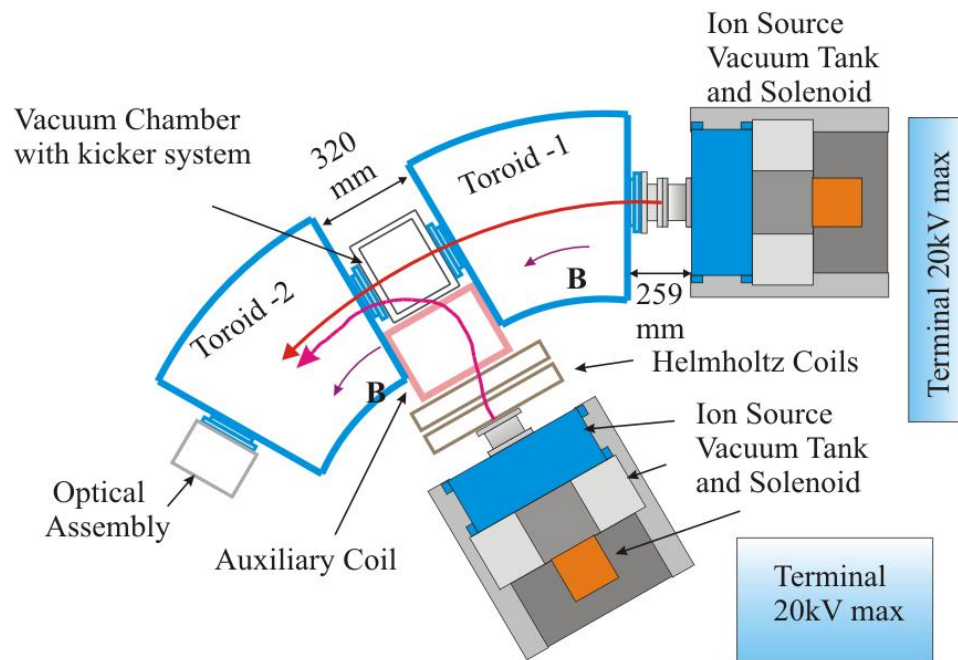 Ion Source
Vacuum Tank
and Solenoid
Vacuum Chamber
with kicker system
320
mm
Toroid -1
B
259
mm
Terminal 20kV max
Toroid -2
B
Helmholtz Coils
Ion Source
Vacuum Tank
and Solenoid
Optical
Assembly
Auxiliary Coil
Terminal
20kV max